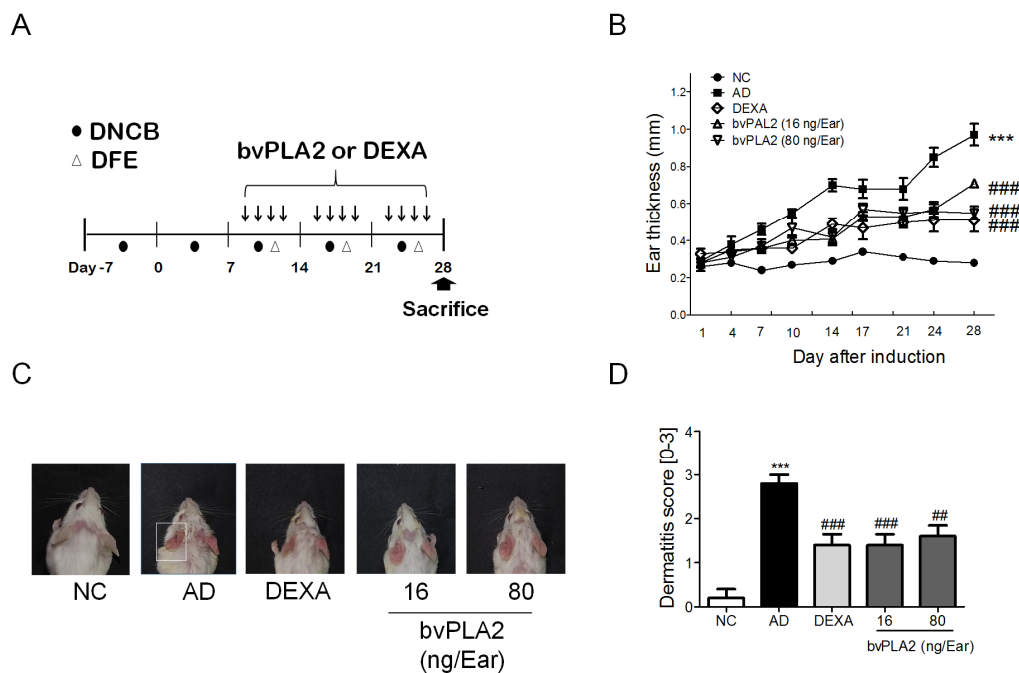 A
● DNCB
△ DFE
bvPLA2 or DEXA
Day -7 0 7 14 21 28
Sacrifice
B
NC
AD
DEXA
bvPAL2 (16 ng/Ear)
bvPLA2 (80 ng/Ear)
Ear thickness (mm)
1.2
1.0
0.8
0.6
0.4
0.2
0.0
***
###
###
###
1 4 7 10 14 17 21 24 28
Day after induction
C
NC AD DEXA 16 80
bvPLA2
(ng/Ear)
D
Dermatitis score [0-3]
4
3
2
1
0
***
### ### ##
NC AD DEXA 16 80
bvPLA2 (ng/Ear)